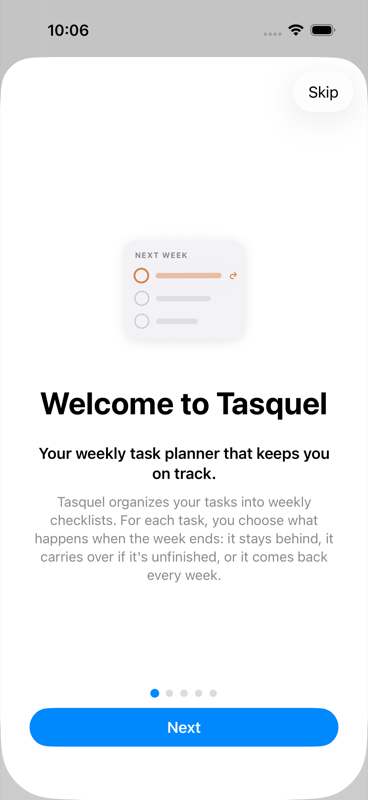 10:06
Skip
NEXT WEEK
Welcome to Tasquel
Your weekly task planner that keeps you
on track.
Tasquel organizes your tasks into weekly
checklists. For each task, you choose what
happens when the week ends: it stays behind, it
carries over if it's unfinished, or it comes back
every week.
Next